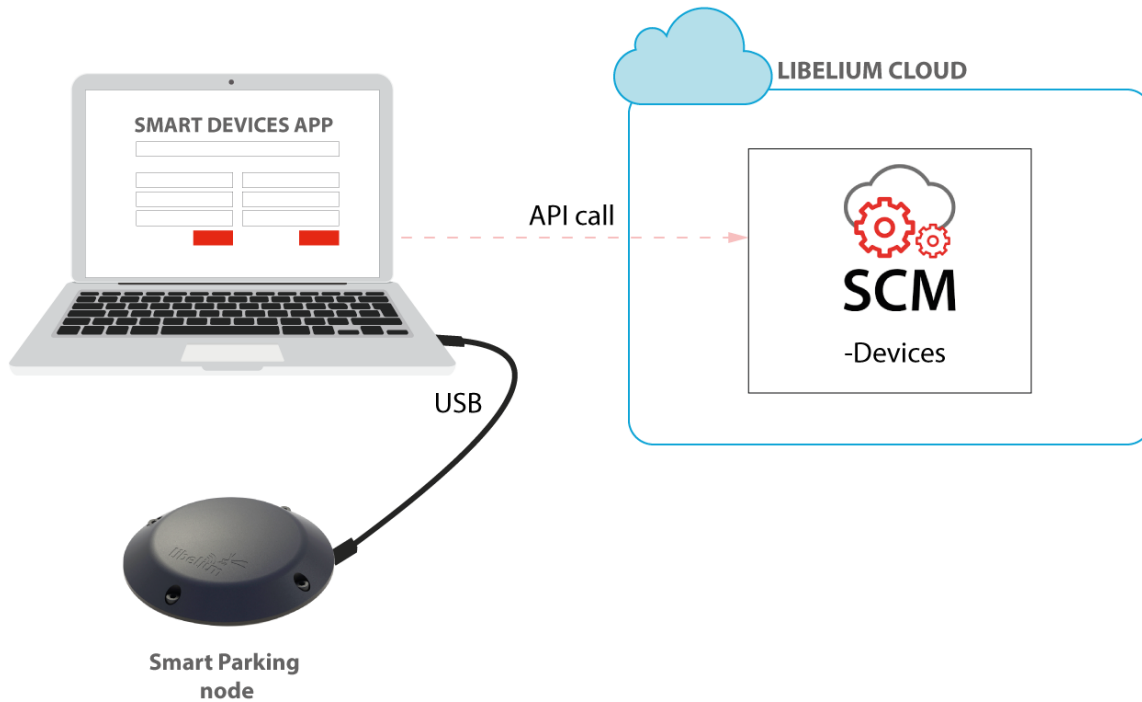 LIBELIUM CLOUD
SMART DEVICES APP
API call
SCM
-Devices
USB
libelium
Smart Parking
node